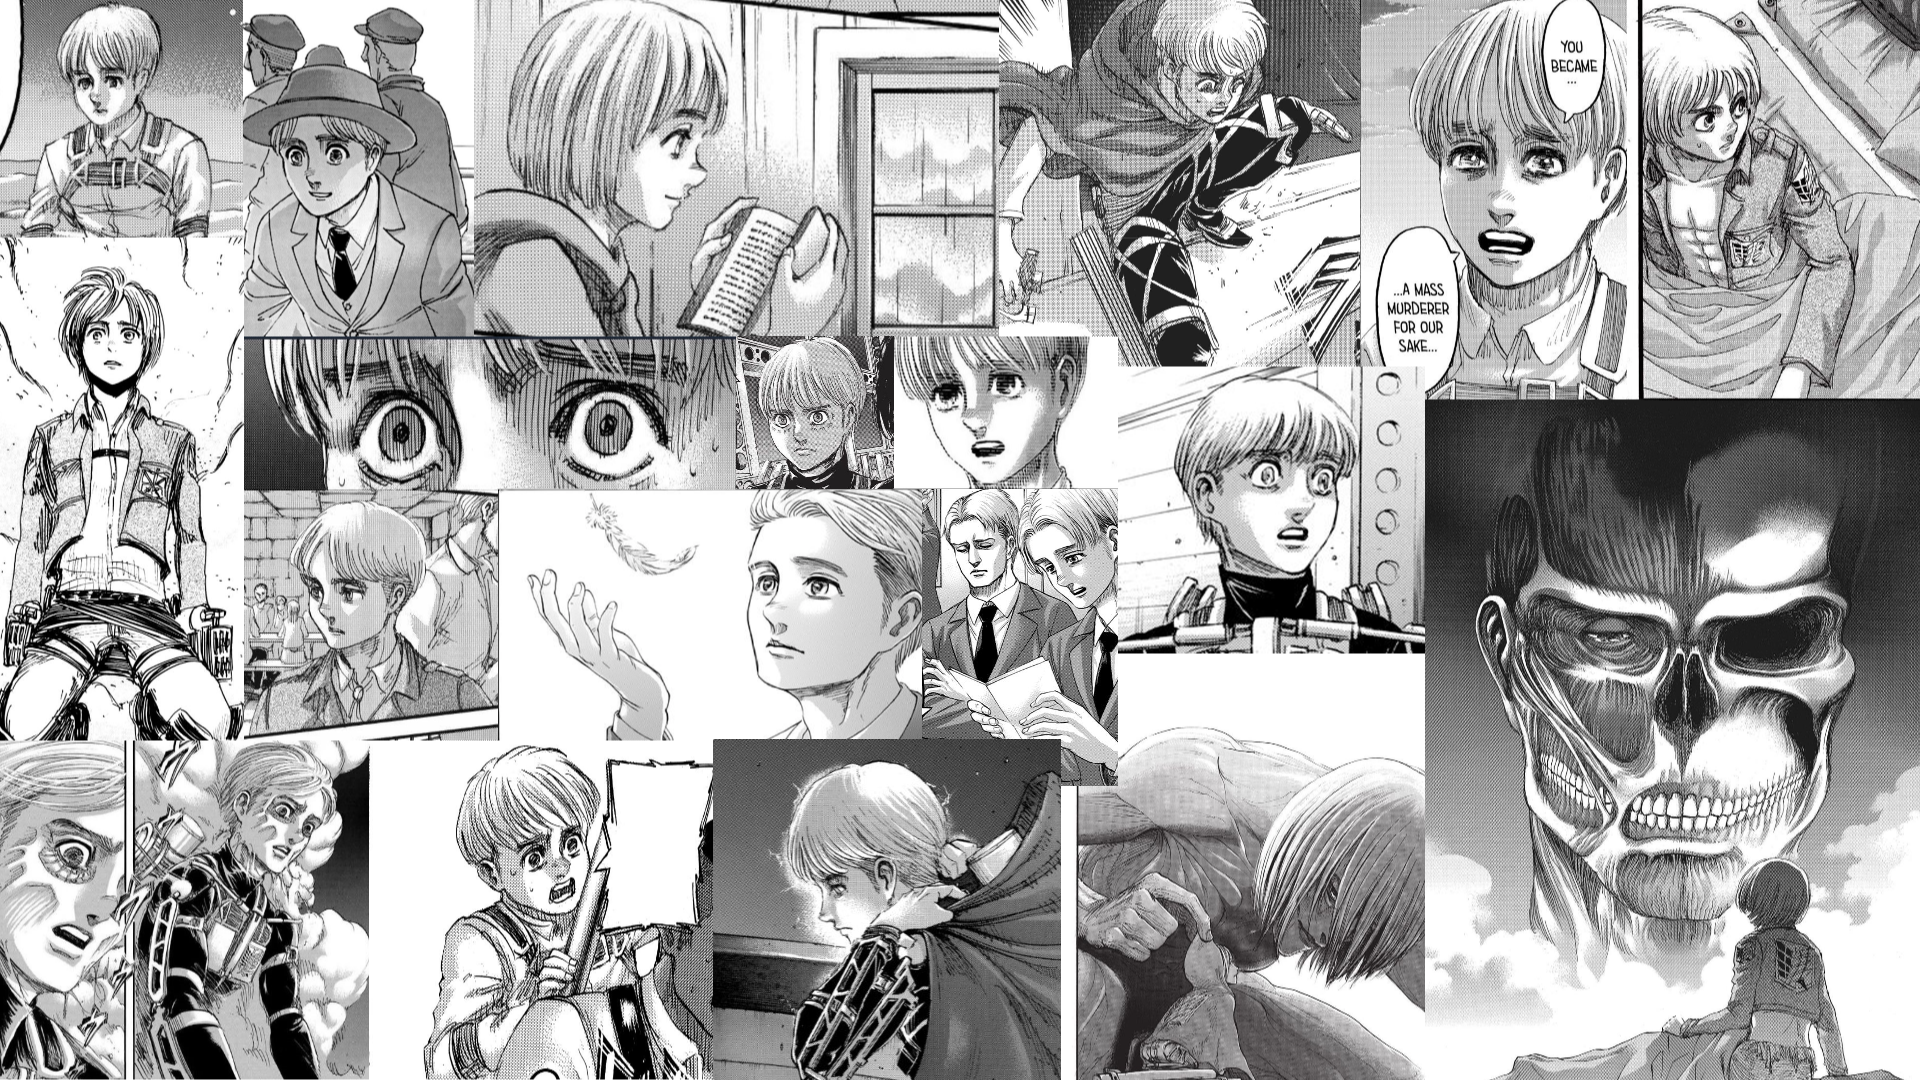 YOU
BECAME
...
...A MASS
MURDERER
FOR OUR
SAKE...